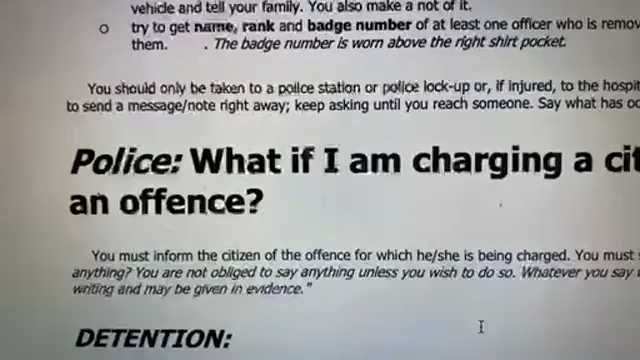 vehicle and tell your family. You also make a not of it.
o try to get name, rank and badge number of at least one officer who is remov
them. . The badge number is worn above the right shirt pocket.
You should only be taken to a police station or police lock-up or, if injured, to the hospit
to send a message/note right away; keep asking until you reach someone. Say what has oc
Police: What if I am charging a cit
an offence?
You must inform the citizen of the offence for which he/she is being charged. You must
anything? You are not obliged to say anything unless you wish to do so. Whatever you say
writing and may be given in evidence."
DETENTION: